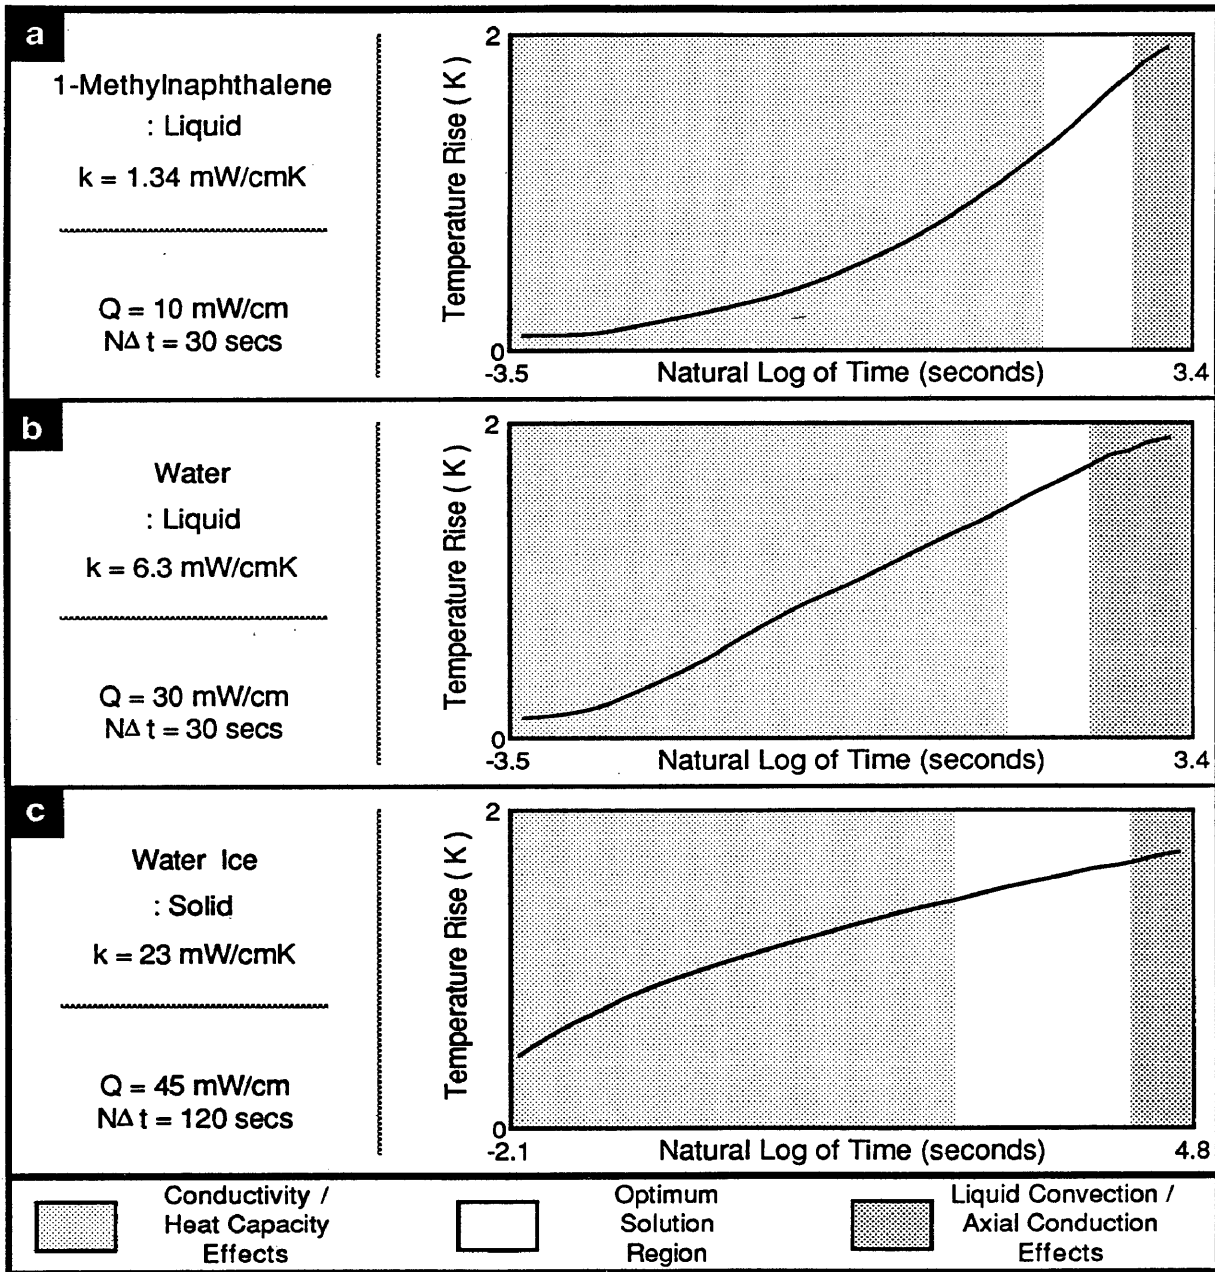 a
1-Methylnaphthalene
: Liquid
k = 1.34 mW/cmK
Q = 10 mW/cm
NΔ t = 30 secs
Temperature Rise ( K )
2
0
-3.5
Natural Log of Time (seconds)
3.4
b
Water
: Liquid
k = 6.3 mW/cmK
Q = 30 mW/cm
NΔ t = 30 secs
Temperature Rise ( K )
2
0
-3.5
Natural Log of Time (seconds)
3.4
c
Water Ice
: Solid
k = 23 mW/cmK
Q = 45 mW/cm
NΔ t = 120 secs
Temperature Rise ( K )
2
0
-2.1
Natural Log of Time (seconds)
4.8
Conductivity /
Heat Capacity
Effects
Optimum
Solution
Region
Liquid Convection /
Axial Conduction
Effects